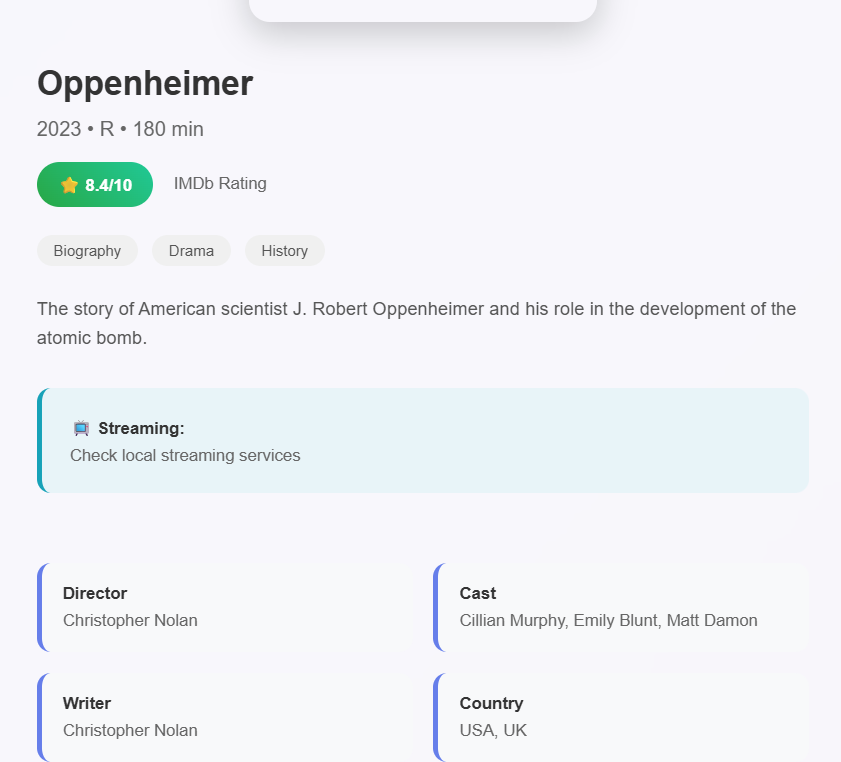 Oppenheimer
2023 • R • 180 min
⭐ 8.4/10 IMDb Rating
Biography Drama History
The story of American scientist J. Robert Oppenheimer and his role in the development of the
atomic bomb.
📺 Streaming:
Check local streaming services
Director
Christopher Nolan
Cast
Cillian Murphy, Emily Blunt, Matt Damon
Writer
Christopher Nolan
Country
USA, UK